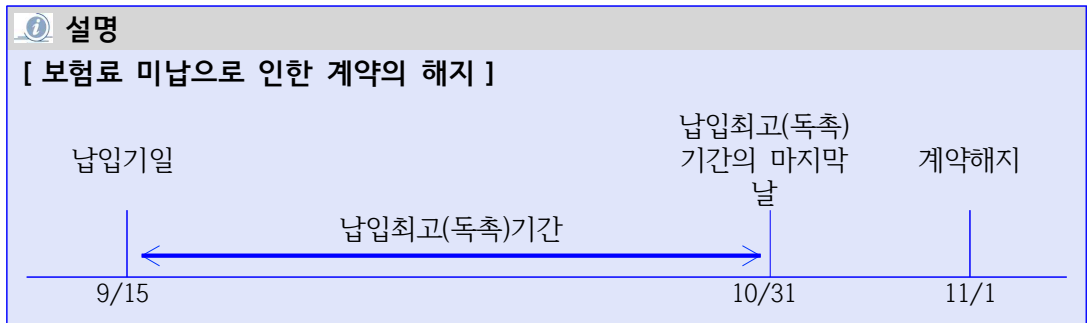 설명
[ 보험료 미납으로 인한 계약의 해지 ]
납입최고(독촉)
납입기일
기간의 마지막
계약해지
날
납입최고(독촉)기간
9/15
10/31
11/1